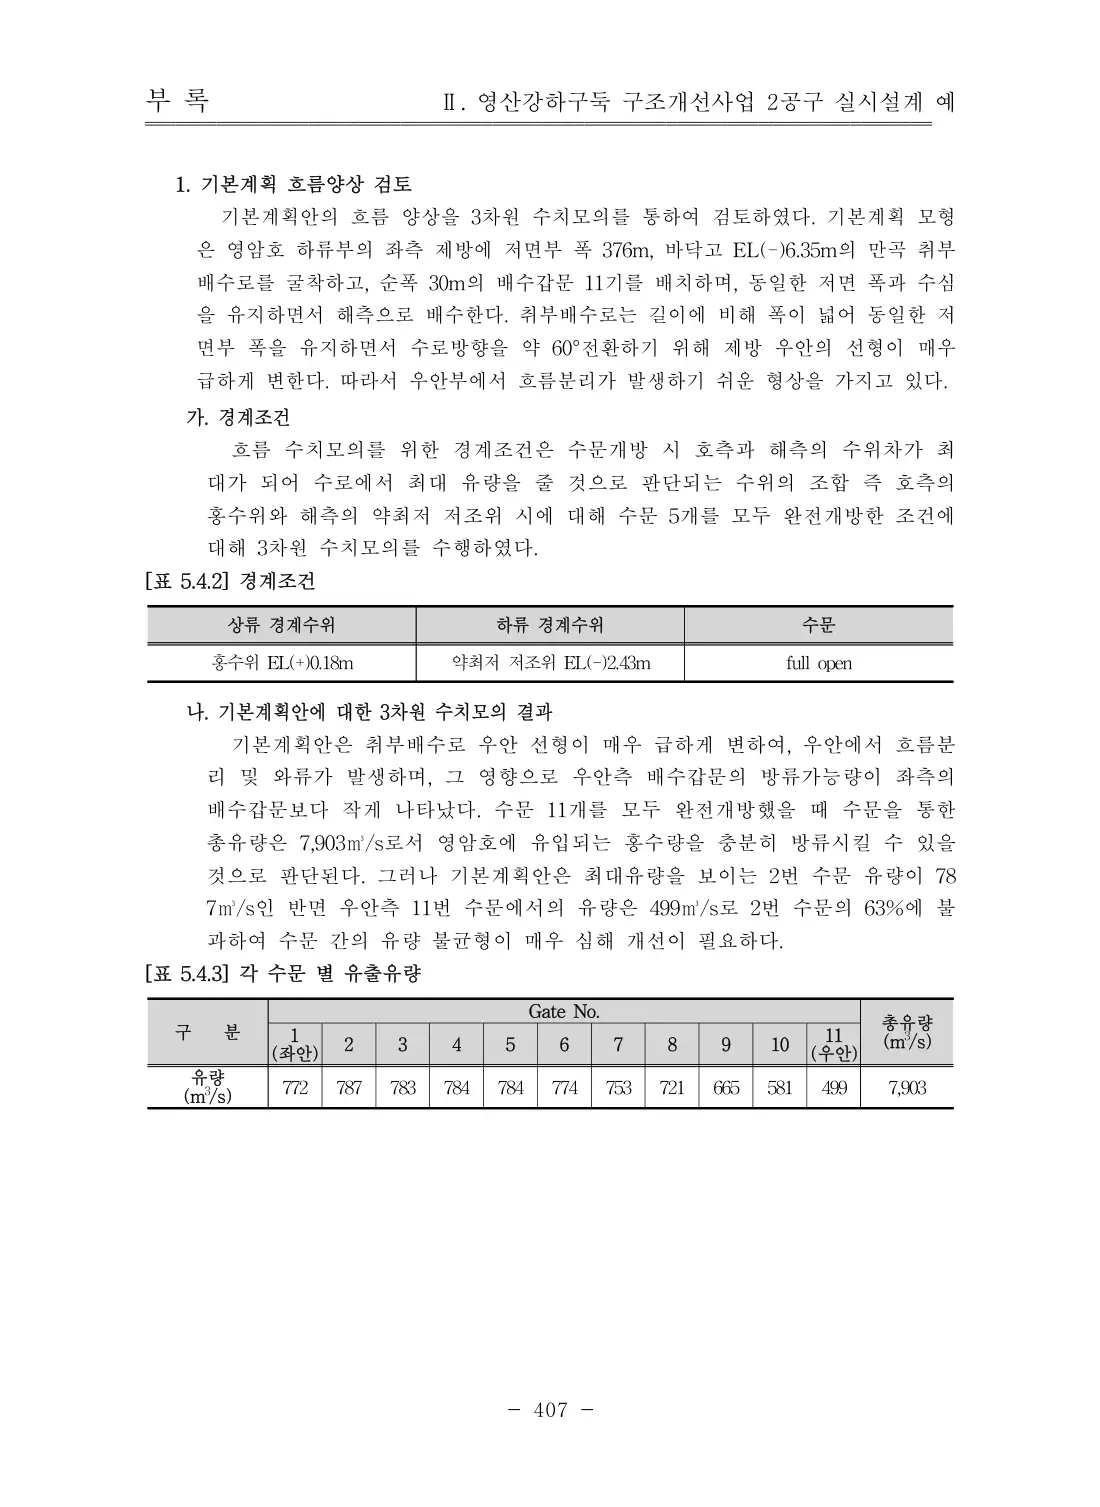 부 록
Ⅱ. 영산강하구둑 구조개선사업 2공구 실시설계 예
1. 기본계획 흐름양상 검토
기본계획안의 흐름 양상을 3차원 수치모의를 통하여 검토하였다. 기본계획 모형
은 영암호 하류부의 좌측 제방에 저면부 폭 376m, 바닥고 EL(-)6.35m의 만곡 취부
배수로를 굴착하고, 순폭 30m의 배수갑문 11기를 배치하며, 동일한 저면 폭과 수심
을 유지하면서 해측으로 배수한다. 취부배수로는 길이에 비해 폭이 넓어 동일한 저
면부 폭을 유지하면서 수로방향을 약 60°전환하기 위해 제방 우안의 선형이 매우
급하게 변한다. 따라서 우안부에서 흐름분리가 발생하기 쉬운 형상을 가지고 있다.
가. 경계조건
흐름 수치모의를 위한 경계조건은 수문개방 시 호측과 해측의 수위차가 최
대가 되어 수로에서 최대 유량을 줄 것으로 판단되는 수위의 조합 즉 호측의
홍수위와 해측의 약최저 저조위 시에 대해 수문 5개를 모두 완전개방한 조건에
대해 3차원 수치모의를 수행하였다.
[표 5.4.2] 경계조건
상류 경계수위 하류 경계수위 수문
홍수위 EL(+)0.18m 약최저 저조위 EL(-)2.43m full open
나. 기본계획안에 대한 3차원 수치모의 결과
기본계획안은 취부배수로 우안 선형이 매우 급하게 변하여, 우안에서 흐름분
리 및 와류가 발생하며, 그 영향으로 우안측 배수갑문의 방류가능량이 좌측의
배수갑문보다 작게 나타났다. 수문 11개를 모두 완전개방했을 때 수문을 통한
총유량은 7,903㎥/s로서 영암호에 유입되는 홍수량을 충분히 방류시킬 수 있을
것으로 판단된다. 그러나 기본계획안은 최대유량을 보이는 2번 수문 유량이 78
7㎥/s인 반면 우안측 11번 수문에서의 유량은 499㎥/s로 2번 수문의 63%에 불
과하여 수문 간의 유량 불균형이 매우 심해 개선이 필요하다.
[표 5.4.3] 각 수문 별 유출유량
구 분 Gate No. 총유량
(m³/s)
1 2 3 4 5 6 7 8 9 10 11
(좌안) (우안)
유량
(m³/s) 772 787 783 784 784 774 753 721 665 581 499 7,903
- 407 -